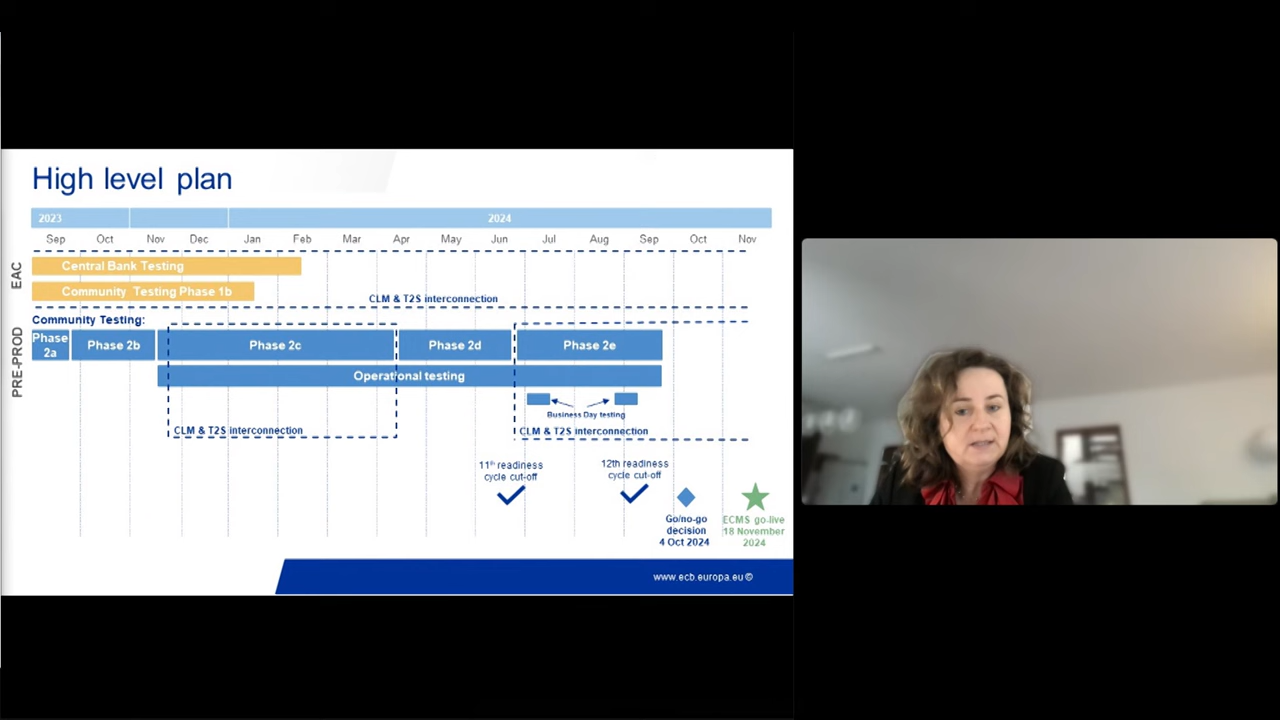 High level plan
2023
2024
Sep Oct Nov Dec Jan Feb Mar Apr May Jun Jul Aug Sep Oct Nov
EAC
Central Bank Testing
Community Testing Phase 1b
CLM & T2S interconnection
PRE-PROD
Community Testing:
Phase
2a
Phase 2b
Phase 2c
Phase 2d
Phase 2e
Operational testing
Business Day testing
CLM & T2S interconnection
CLM & T2S interconnection
11th readiness
cycle cut-off
12th readiness
cycle cut-off
Go/no-go
decision
4 Oct 2024
ECMS go-live
18 November
2024
www.ecb.europa.eu ©